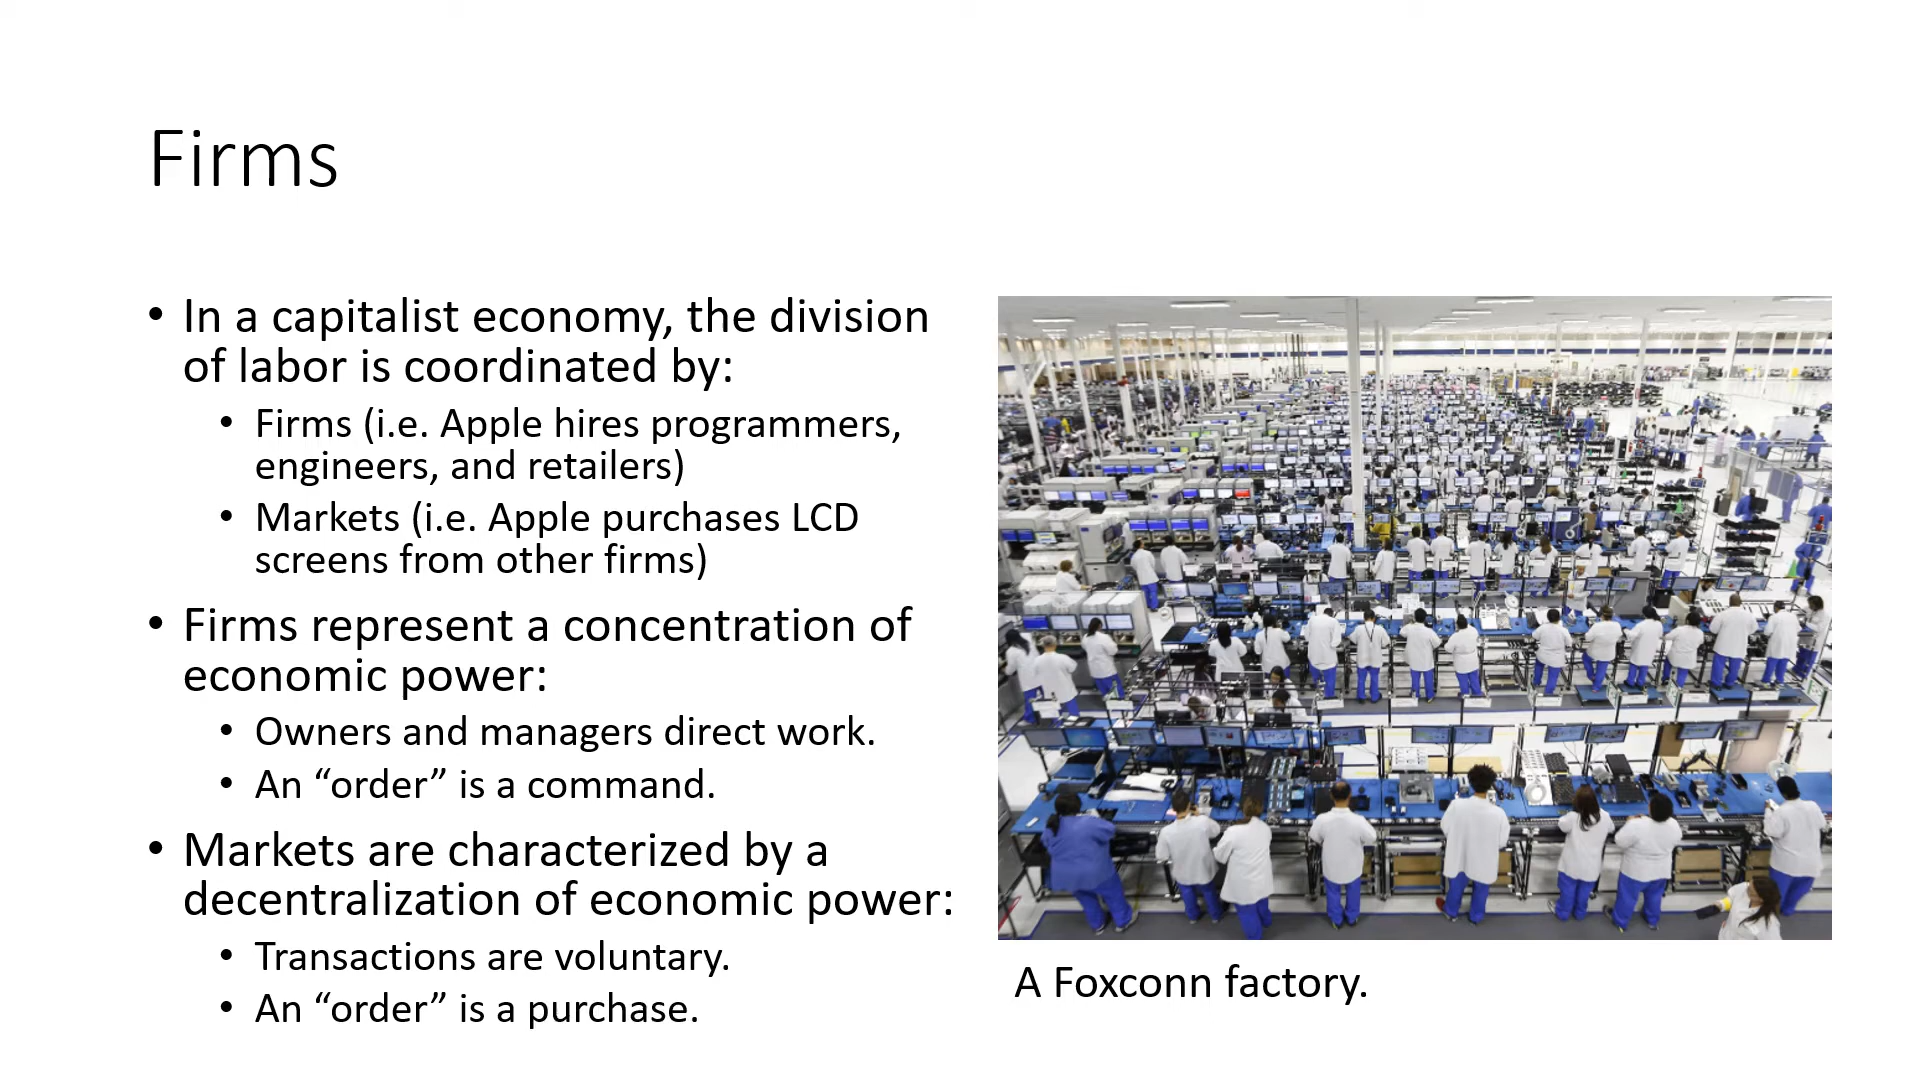 Firms
• In a capitalist economy, the division
of labor is coordinated by:
• Firms (i.e. Apple hires programmers,
engineers, and retailers)
• Markets (i.e. Apple purchases LCD
screens from other firms)
• Firms represent a concentration of
economic power:
• Owners and managers direct work.
• An “order” is a command.
• Markets are characterized by a
decentralization of economic power:
• Transactions are voluntary.
• An “order” is a purchase.
A Foxconn factory.